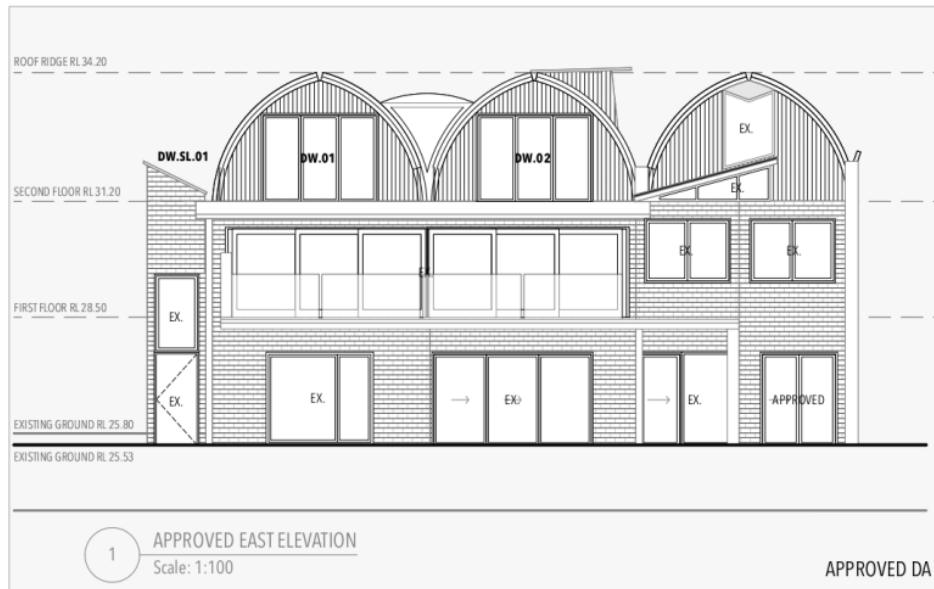 ROOF RIDGE RL 34.20
EX.
DW.SL.01
DW.01
DW.02
SECOND FLOOR RL 31.20
EX.
EX.
EX.
EX.
FIRST FLOOR RL 28.50
EX.
EX.
EX.
EX.
EX.
APPROVED
EXISTING GROUND RL 25.80
EXISTING GROUND RL 25.53
1
APPROVED EAST ELEVATION
Scale: 1:100
APPROVED DA